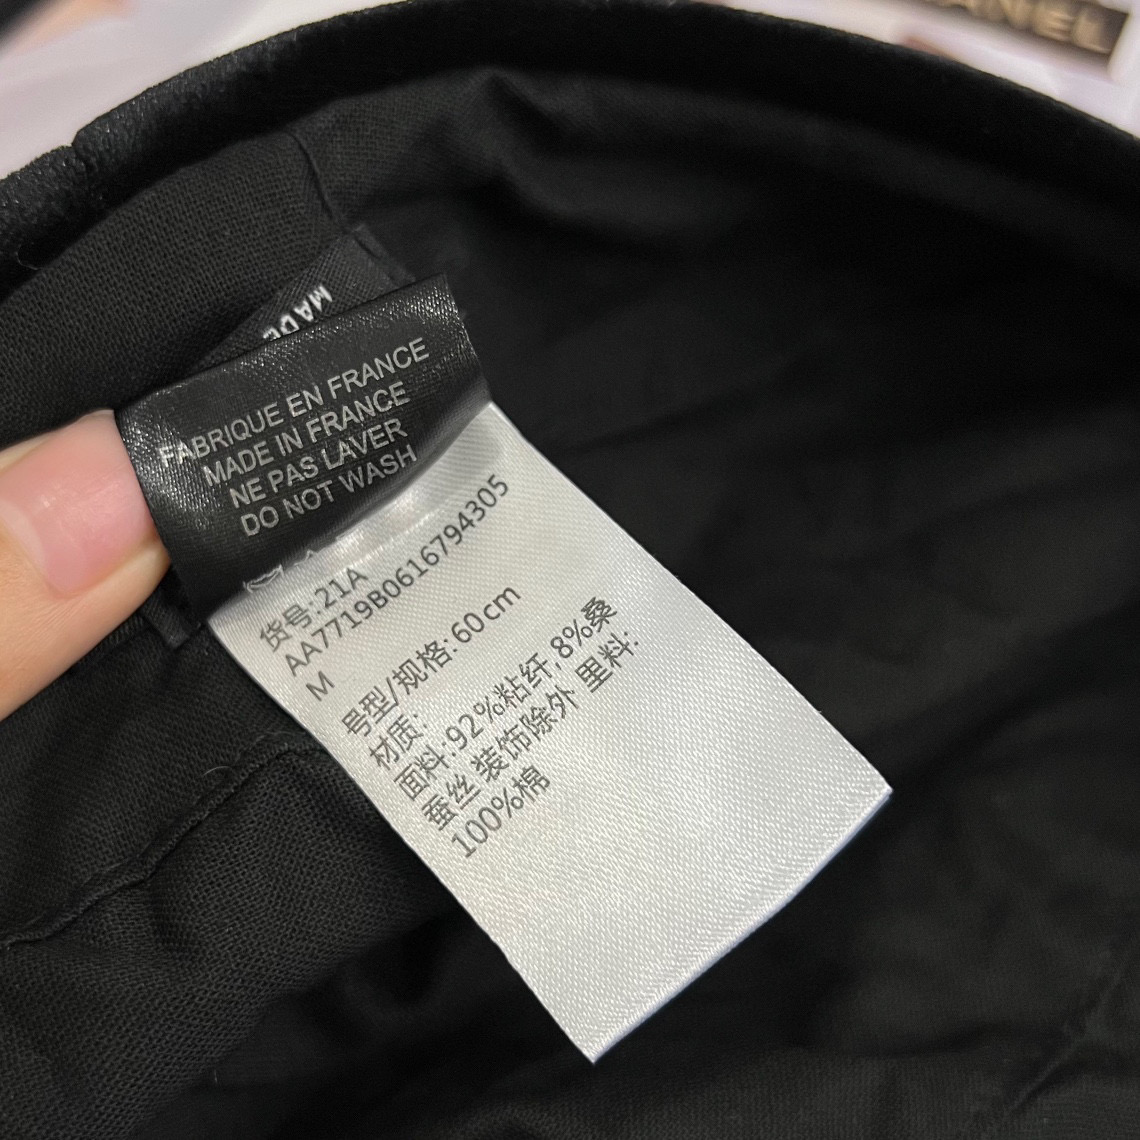 ANEL
MADE
FABRIQUE EN FRANCE
MADE IN FRANCE
NE PAS LAVER
DO NOT WASH
货号:21A
AA7719B0616794305
M
号型/规格:60cm
材质:
面料:92%粘纤,8%桑
蚕丝 装饰除外 里料:
100%棉